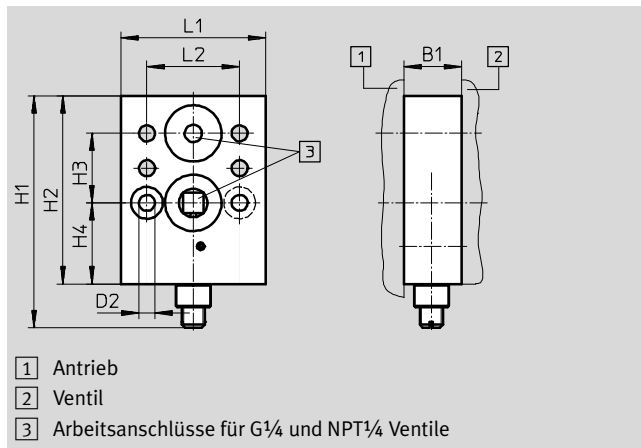 L1
L2
B1
1
2
3
H1
H2
H3
H4
D2
1 Antrieb
2 Ventil
3 Arbeitsanschlüsse für G¼ und NPT¼ Ventile